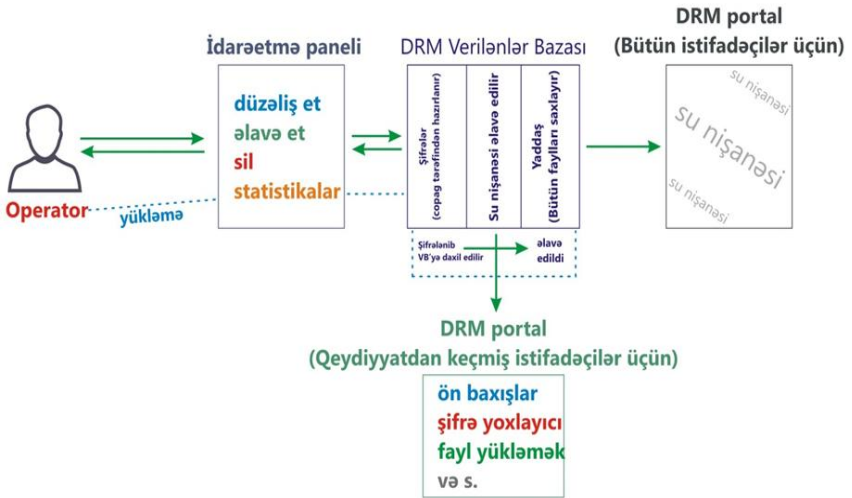 İdarəetmə paneli
düzəliş et
əlavə et
sil
statistikalar
Operator
yükləmə
DRM Verilənlər Bazası
Şifrələr
(copag tərəfindən hazırlanır)
Su nişanəsi əlavə edilir
Yaddaş
(Bütün faylları saxlayır)
Şifrələnib
VB'yə daxil edilir
əlavə
edildi
DRM portal
(Bütün istifadəçilər üçün)
su nişanəsi
su nişanəsi
su nişanəsi
DRM portal
(Qeydiyyatdan keçmiş istifadəçilər üçün)
ön baxışlar
şifrə yoxlayıcı
fayl yükləmək
və s.